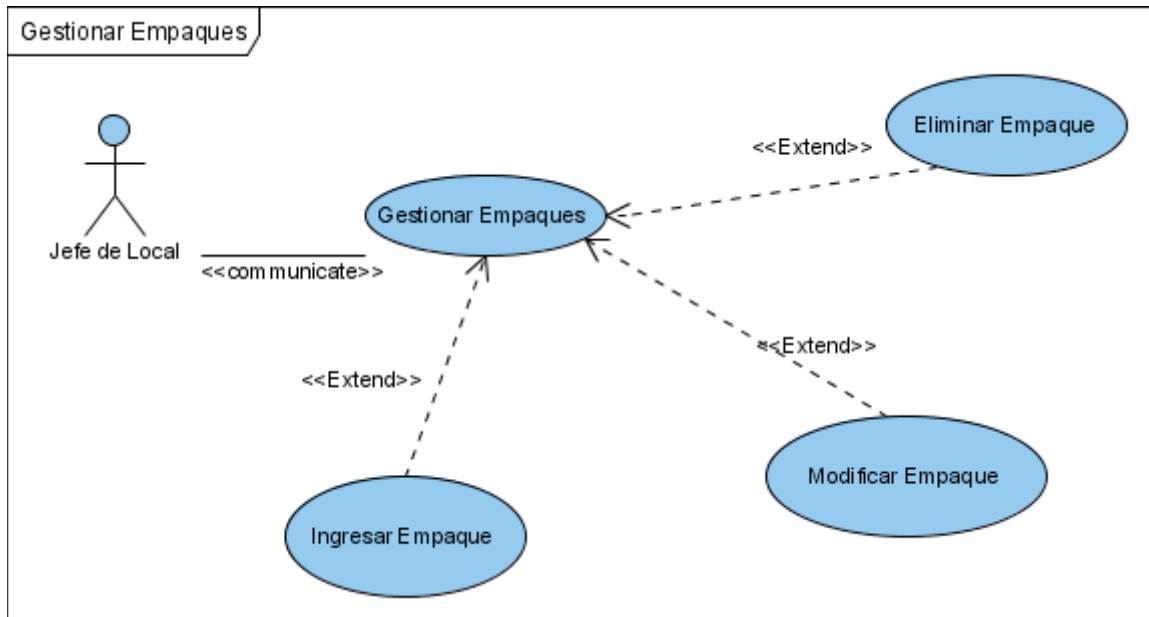 Gestionar Empaques
Eliminar Empaque
<<Extend>>
Gestionar Empaques
Jefe de Local
<<communicate>>
<<Extend>>
<<Extend>>
Modificar Empaque
Ingresar Empaque